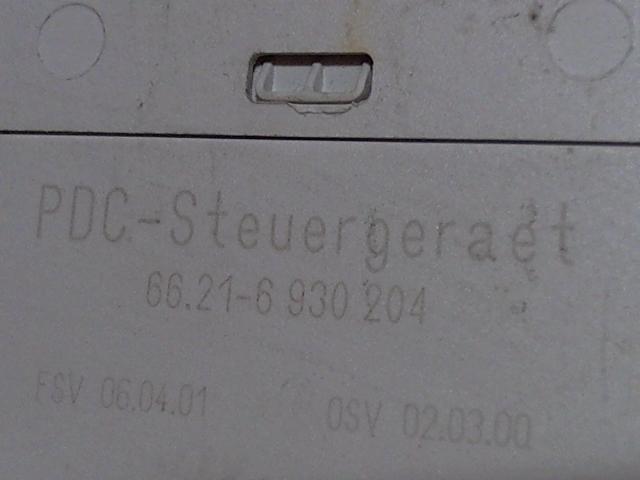 PDC-Steuergeraet
66.21-6 930 204
FSV 06.04.01
OSV 02.03.00